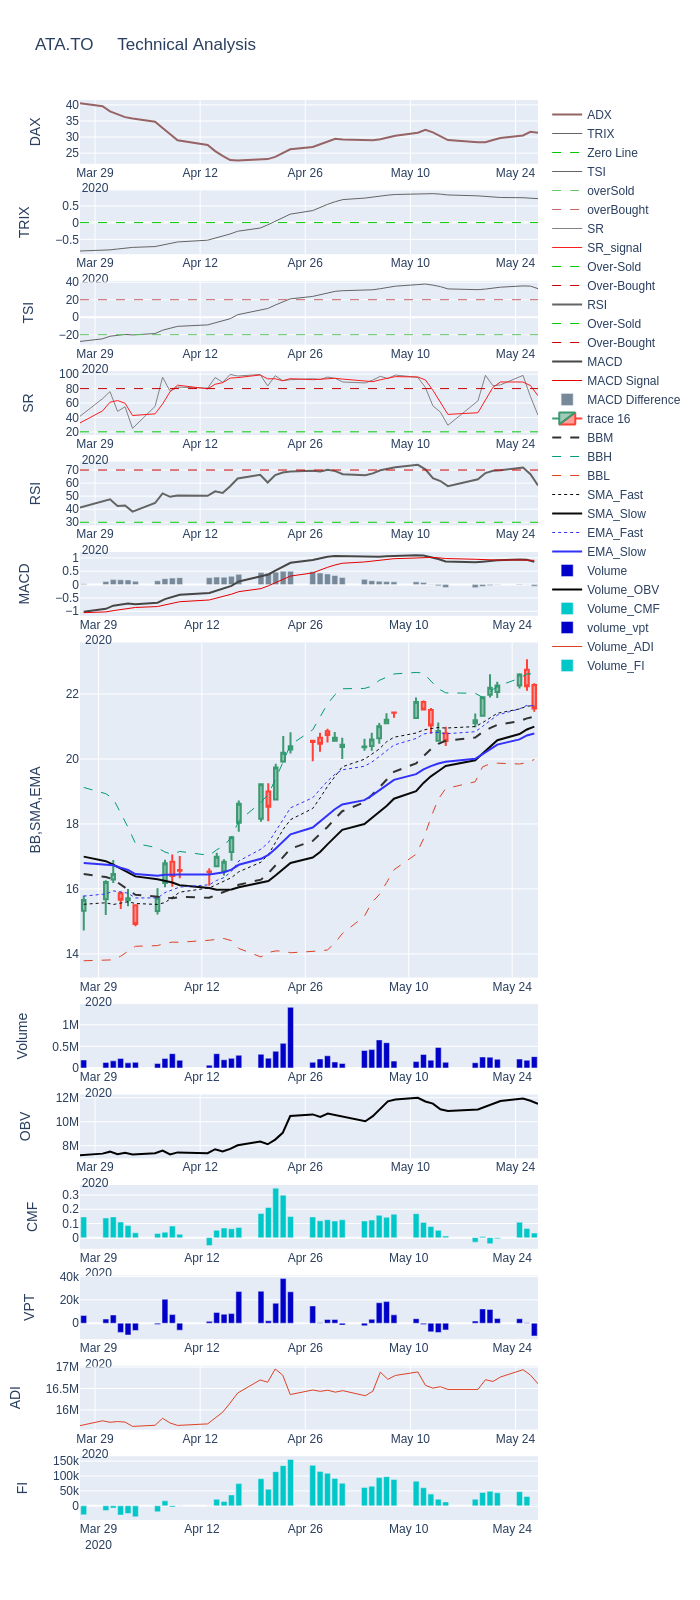 ATA.TO Technical Analysis
DAX
40
35
30
25
Mar 29 Apr 12 Apr 26 May 10 May 24
2020
TRIX
0.5
0
−0.5
Mar 29 Apr 12 Apr 26 May 10 May 24
2020
TSI
40
20
0
−20
Mar 29 Apr 12 Apr 26 May 10 May 24
2020
SR
100
80
60
40
20
Mar 29 Apr 12 Apr 26 May 10 May 24
2020
RSI
70
60
50
40
30
Mar 29 Apr 12 Apr 26 May 10 May 24
2020
MACD
1
0.5
0
−0.5
−1
Mar 29 Apr 12 Apr 26 May 10 May 24
2020
BB,SMA,EMA
22
20
18
16
14
Mar 29 Apr 12 Apr 26 May 10 May 24
2020
Volume
1M
0.5M
0
Mar 29 Apr 12 Apr 26 May 10 May 24
2020
OBV
12M
10M
8M
Mar 29 Apr 12 Apr 26 May 10 May 24
2020
CMF
0.3
0.2
0.1
0
Mar 29 Apr 12 Apr 26 May 10 May 24
2020
VPT
40k
20k
0
Mar 29 Apr 12 Apr 26 May 10 May 24
2020
ADI
17M
16.5M
16M
Mar 29 Apr 12 Apr 26 May 10 May 24
2020
FI
150k
100k
50k
0
Mar 29 Apr 12 Apr 26 May 10 May 24
2020
ADX
TRIX
Zero Line
TSI
overSold
overBought
SR
SR_signal
Over-Sold
Over-Bought
RSI
Over-Sold
Over-Bought
MACD
MACD Signal
MACD Difference
trace 16
BBM
BBH
BBL
SMA_Fast
SMA_Slow
EMA_Fast
EMA_Slow
Volume
Volume_OBV
Volume_CMF
volume_vpt
Volume_ADI
Volume_FI